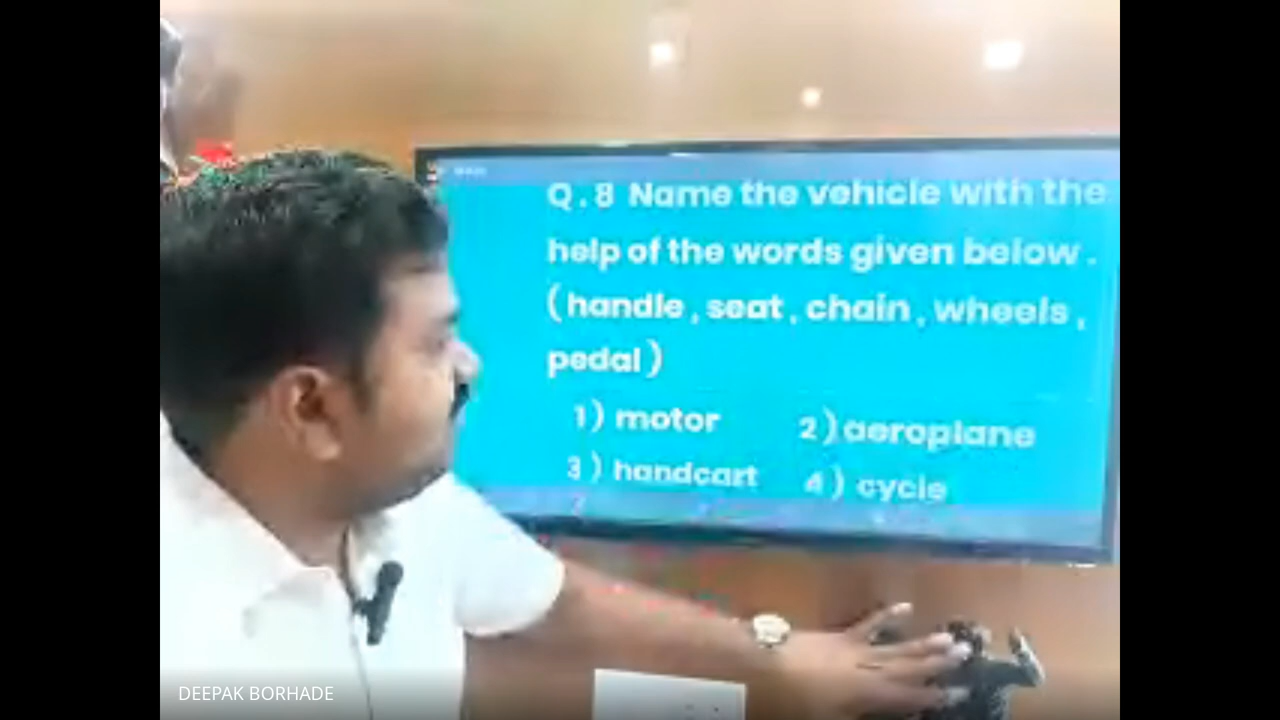 Q.8 Name the vehicle with the
help of the words given below.
(handle, seat, chain, wheels,
pedal)
1) motor 2) aeroplane
3) handcart 4) cycle
DEEPAK BORHADE